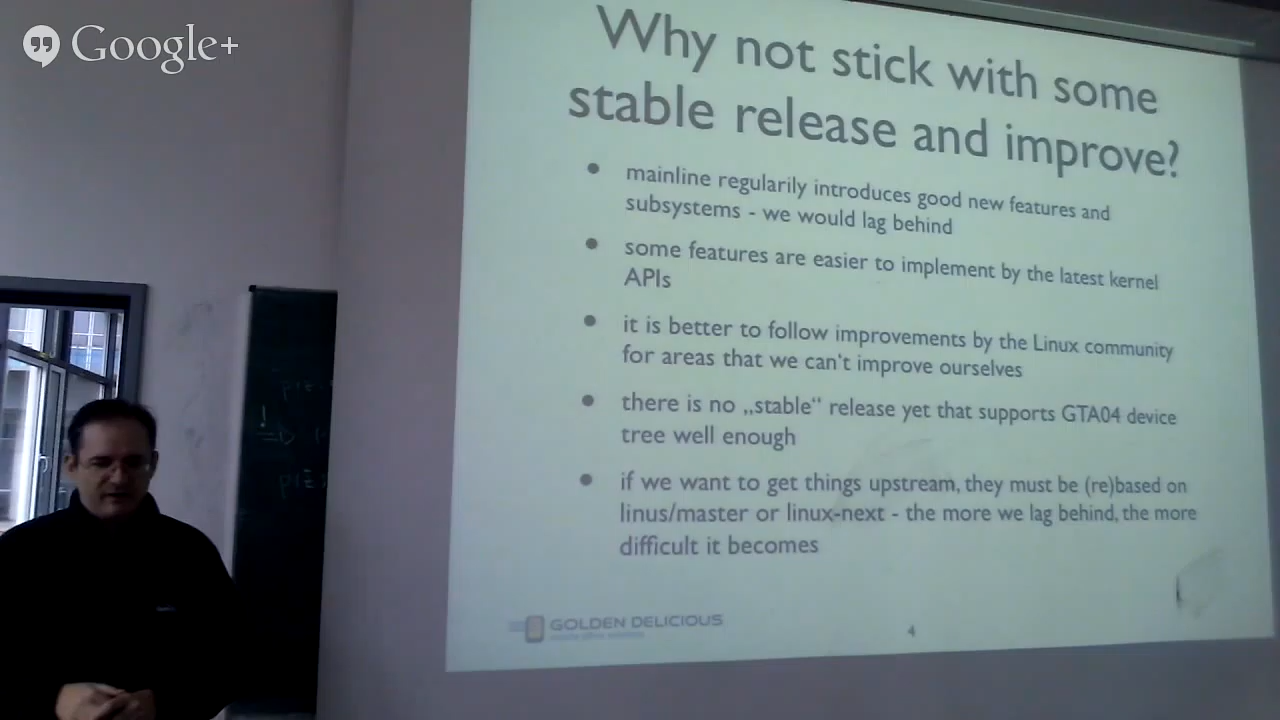 Google+
Why not stick with some
stable release and improve?
mainline regularily introduces good new features and
subsystems - we would lag behind
some features are easier to implement by the latest kernel
APIs
it is better to follow improvements by the Linux community
for areas that we can't improve ourselves
there is no „stable“ release yet that supports GTA04 device
tree well enough
if we want to get things upstream, they must be (re)based on
linus/master or linux-next - the more we lag behind, the more
difficult it becomes
GOLDEN DELICIOUS
4